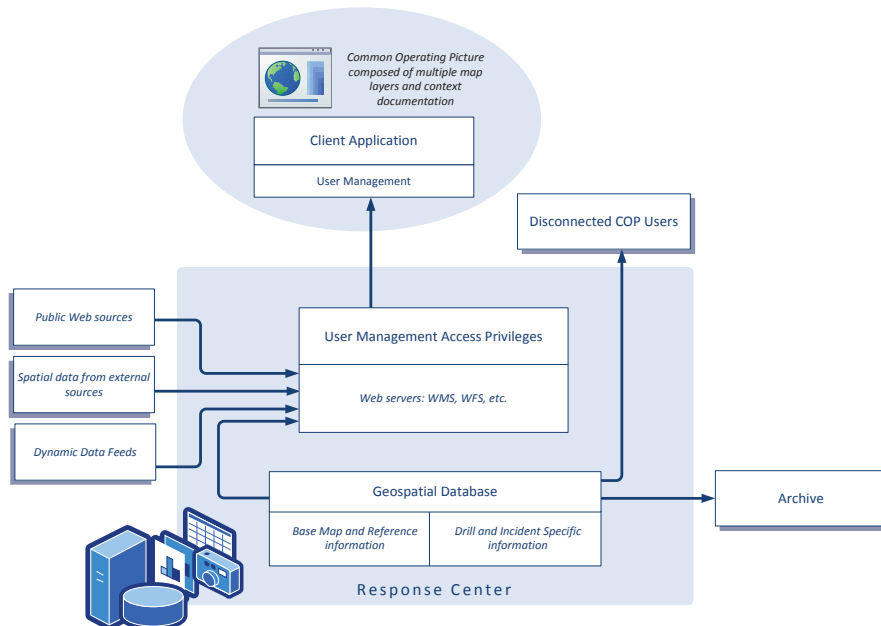 Common Operating Picture
composed of multiple map
layers and context
documentation
Client Application
User Management
Disconnected COP Users
Public Web sources
User Management Access Privileges
Spatial data from external
sources
Web servers: WMS, WFS, etc.
Dynamic Data Feeds
Geospatial Database
Archive
Base Map and Reference
information
Drill and Incident Specific
information
Response Center